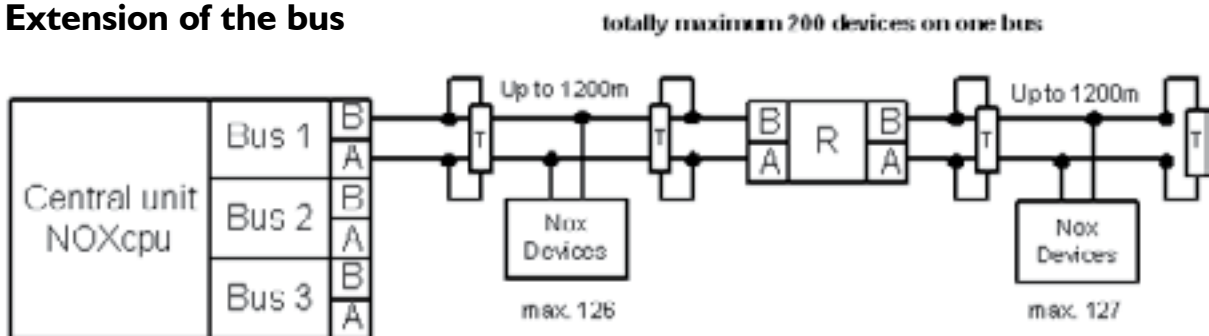 Extension of the bus
totally maximum 200 devices on one bus
Up to 1200m
Up to 1200m
Central unit
NOXcpu
Bus 1
B
A
Bus 2
B
A
Bus 3
B
A
T
T
B
A
R
B
A
T
T
Nox
Devices
max. 126
Nox
Devices
max. 127